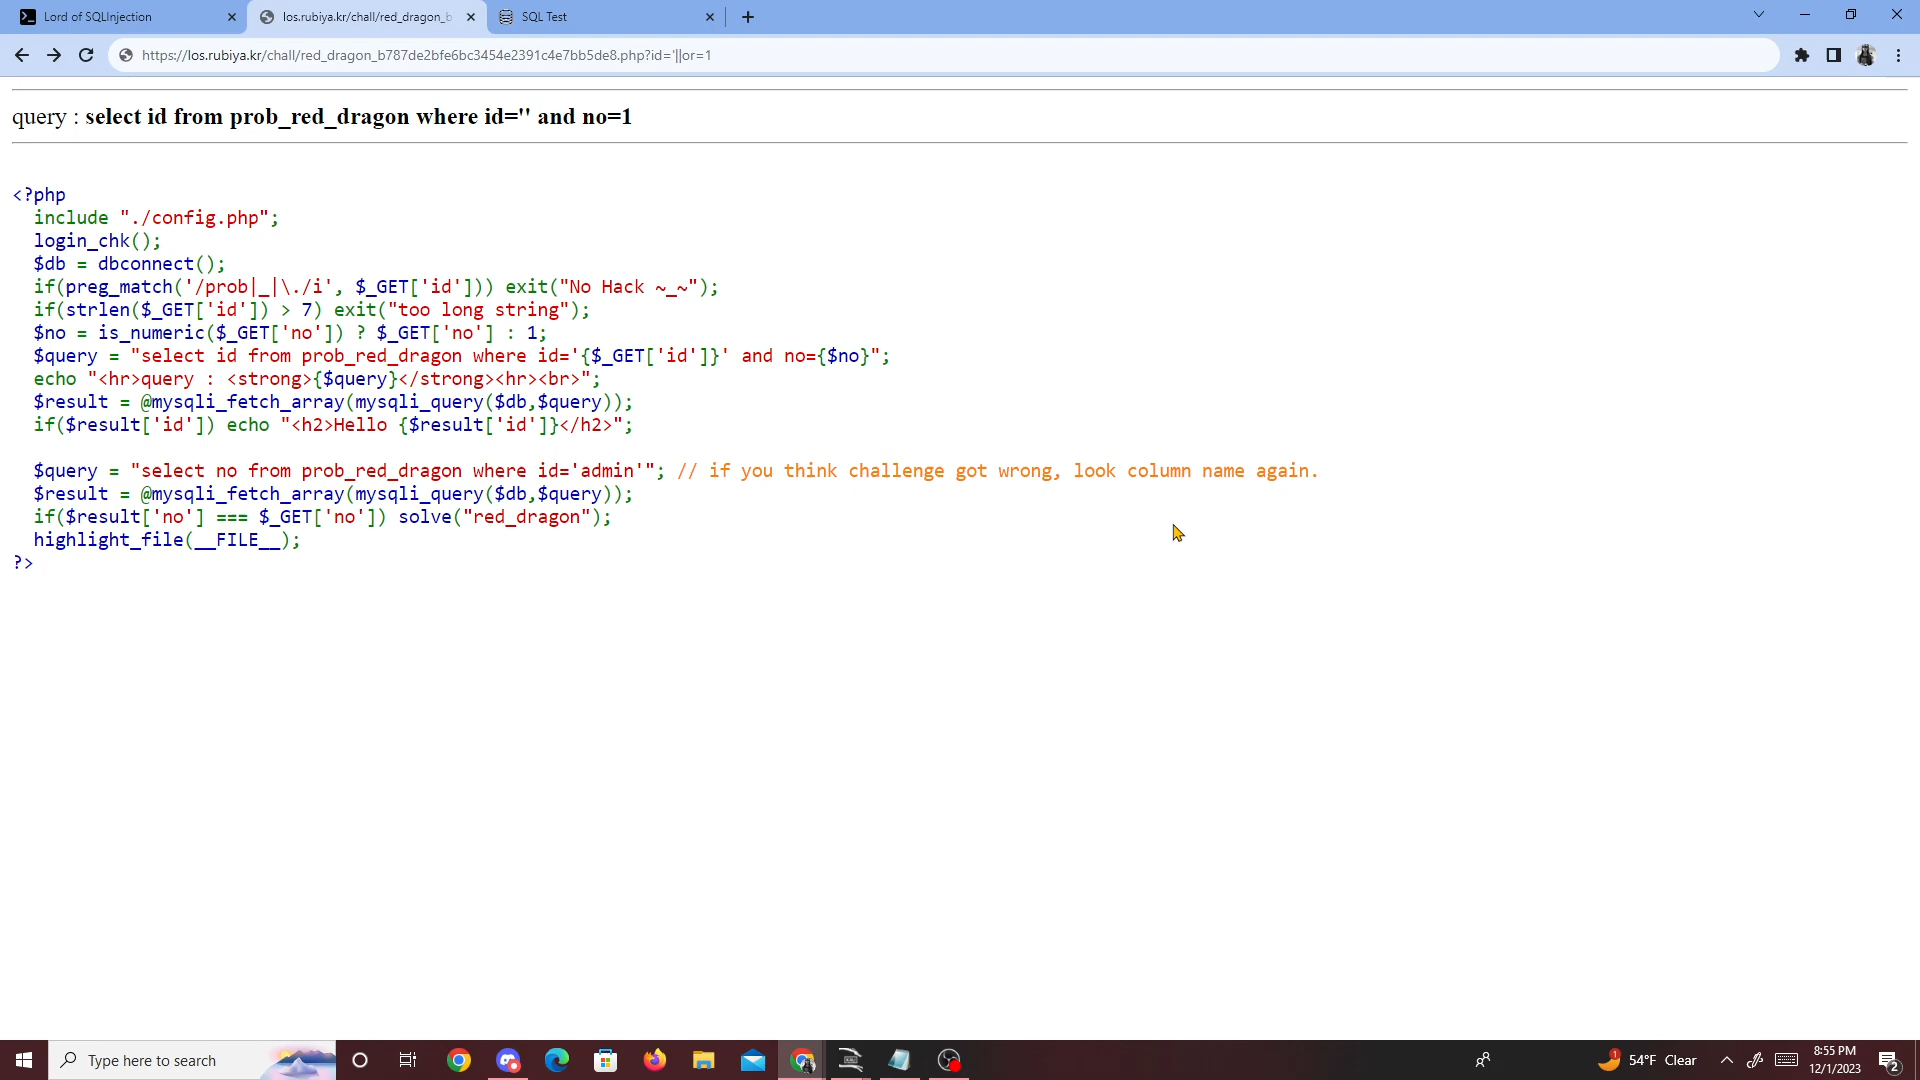 Lord of SQLInjection
los.rubiya.kr/chall/red_dragon_b
SQL Test
https://los.rubiya.kr/chall/red_dragon_b787de2bfe6bc3454e2391c4e7bb5de8.php?id='||or=1
query : select id from prob_red_dragon where id='' and no=1
<?php
  include "./config.php";
  login_chk();
  $db = dbconnect();
  if(preg_match('/prob|_|\./i', $_GET['id'])) exit("No Hack ~_~");
  if(strlen($_GET['id']) > 7) exit("too long string");
  $no = is_numeric($_GET['no']) ? $_GET['no'] : 1;
  $query = "select id from prob_red_dragon where id='{$_GET['id']}' and no={$no}";
  echo "<hr>query : <strong>{$query}</strong><hr><br>";
  $result = @mysqli_fetch_array(mysqli_query($db,$query));
  if($result['id']) echo "<h2>Hello {$result['id']}</h2>";
  $query = "select no from prob_red_dragon where id='admin'"; // if you think challenge got wrong, look column name again.
  $result = @mysqli_fetch_array(mysqli_query($db,$query));
  if($result['no'] === $_GET['no']) solve("red_dragon");
  highlight_file(__FILE__);
?>
Type here to search
1
54°F Clear
8:55 PM
12/1/2023
2